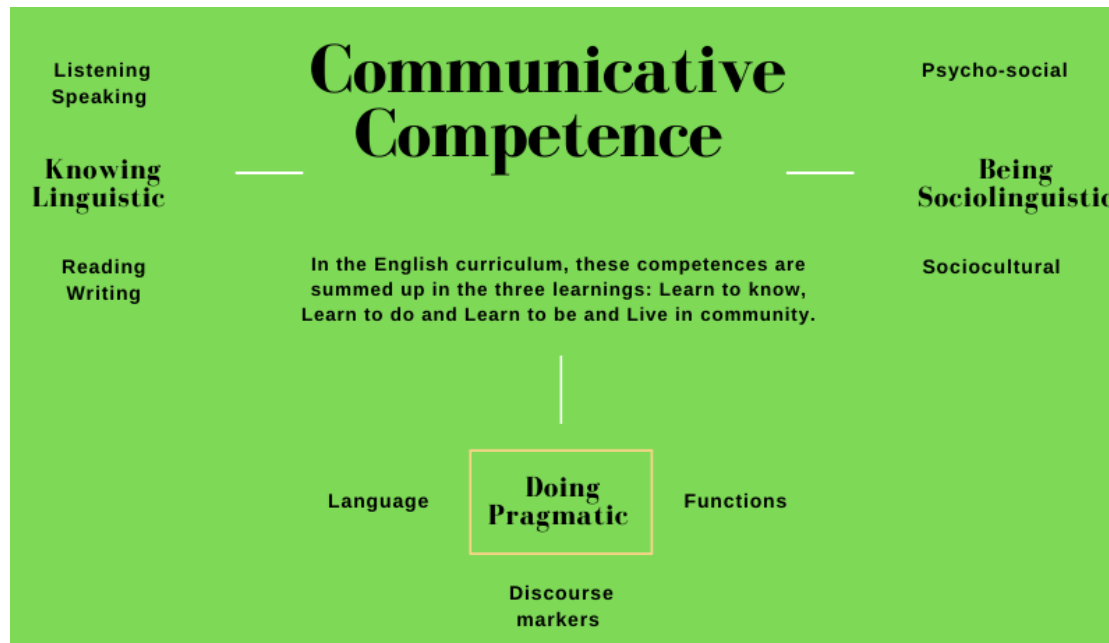 Communicative
Competence
Listening
Speaking
Knowing
Linguistic
Reading
Writing
Psycho-social
Being
Sociolinguistic
Sociocultural
In the English curriculum, these competences are
summed up in the three learnings: Learn to know,
Learn to do and Learn to be and Live in community.
Language
Doing
Pragmatic
Functions
Discourse
markers